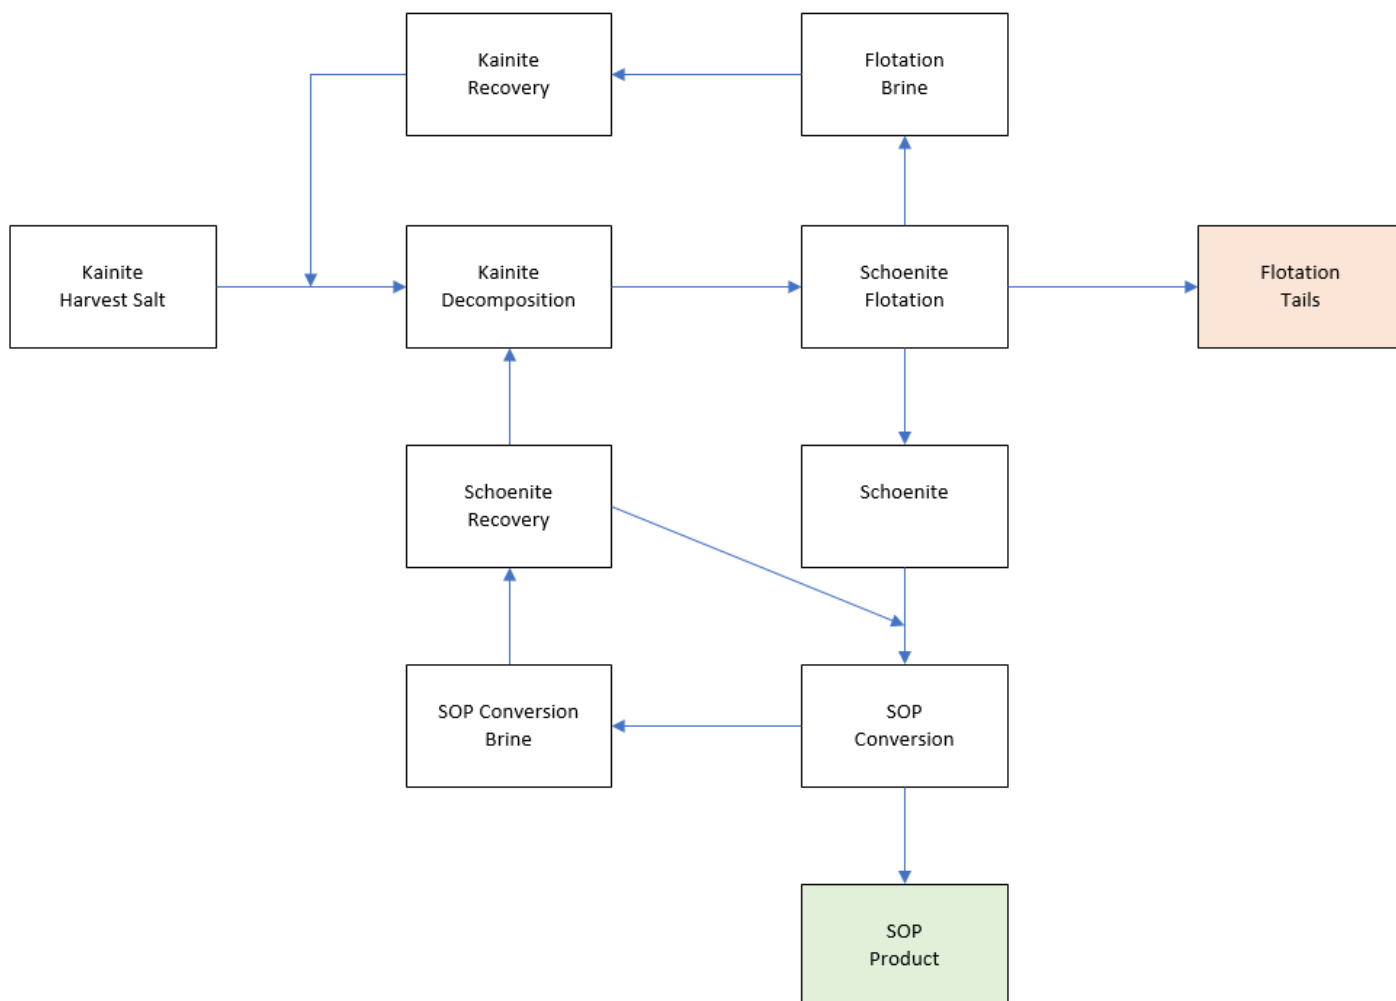 Kainite
Recovery
Flotation
Brine
Kainite
Harvest Salt
Kainite
Decomposition
Schoenite
Flotation
Flotation
Tails
Schoenite
Recovery
Schoenite
SOP Conversion
Brine
SOP
Conversion
SOP
Product